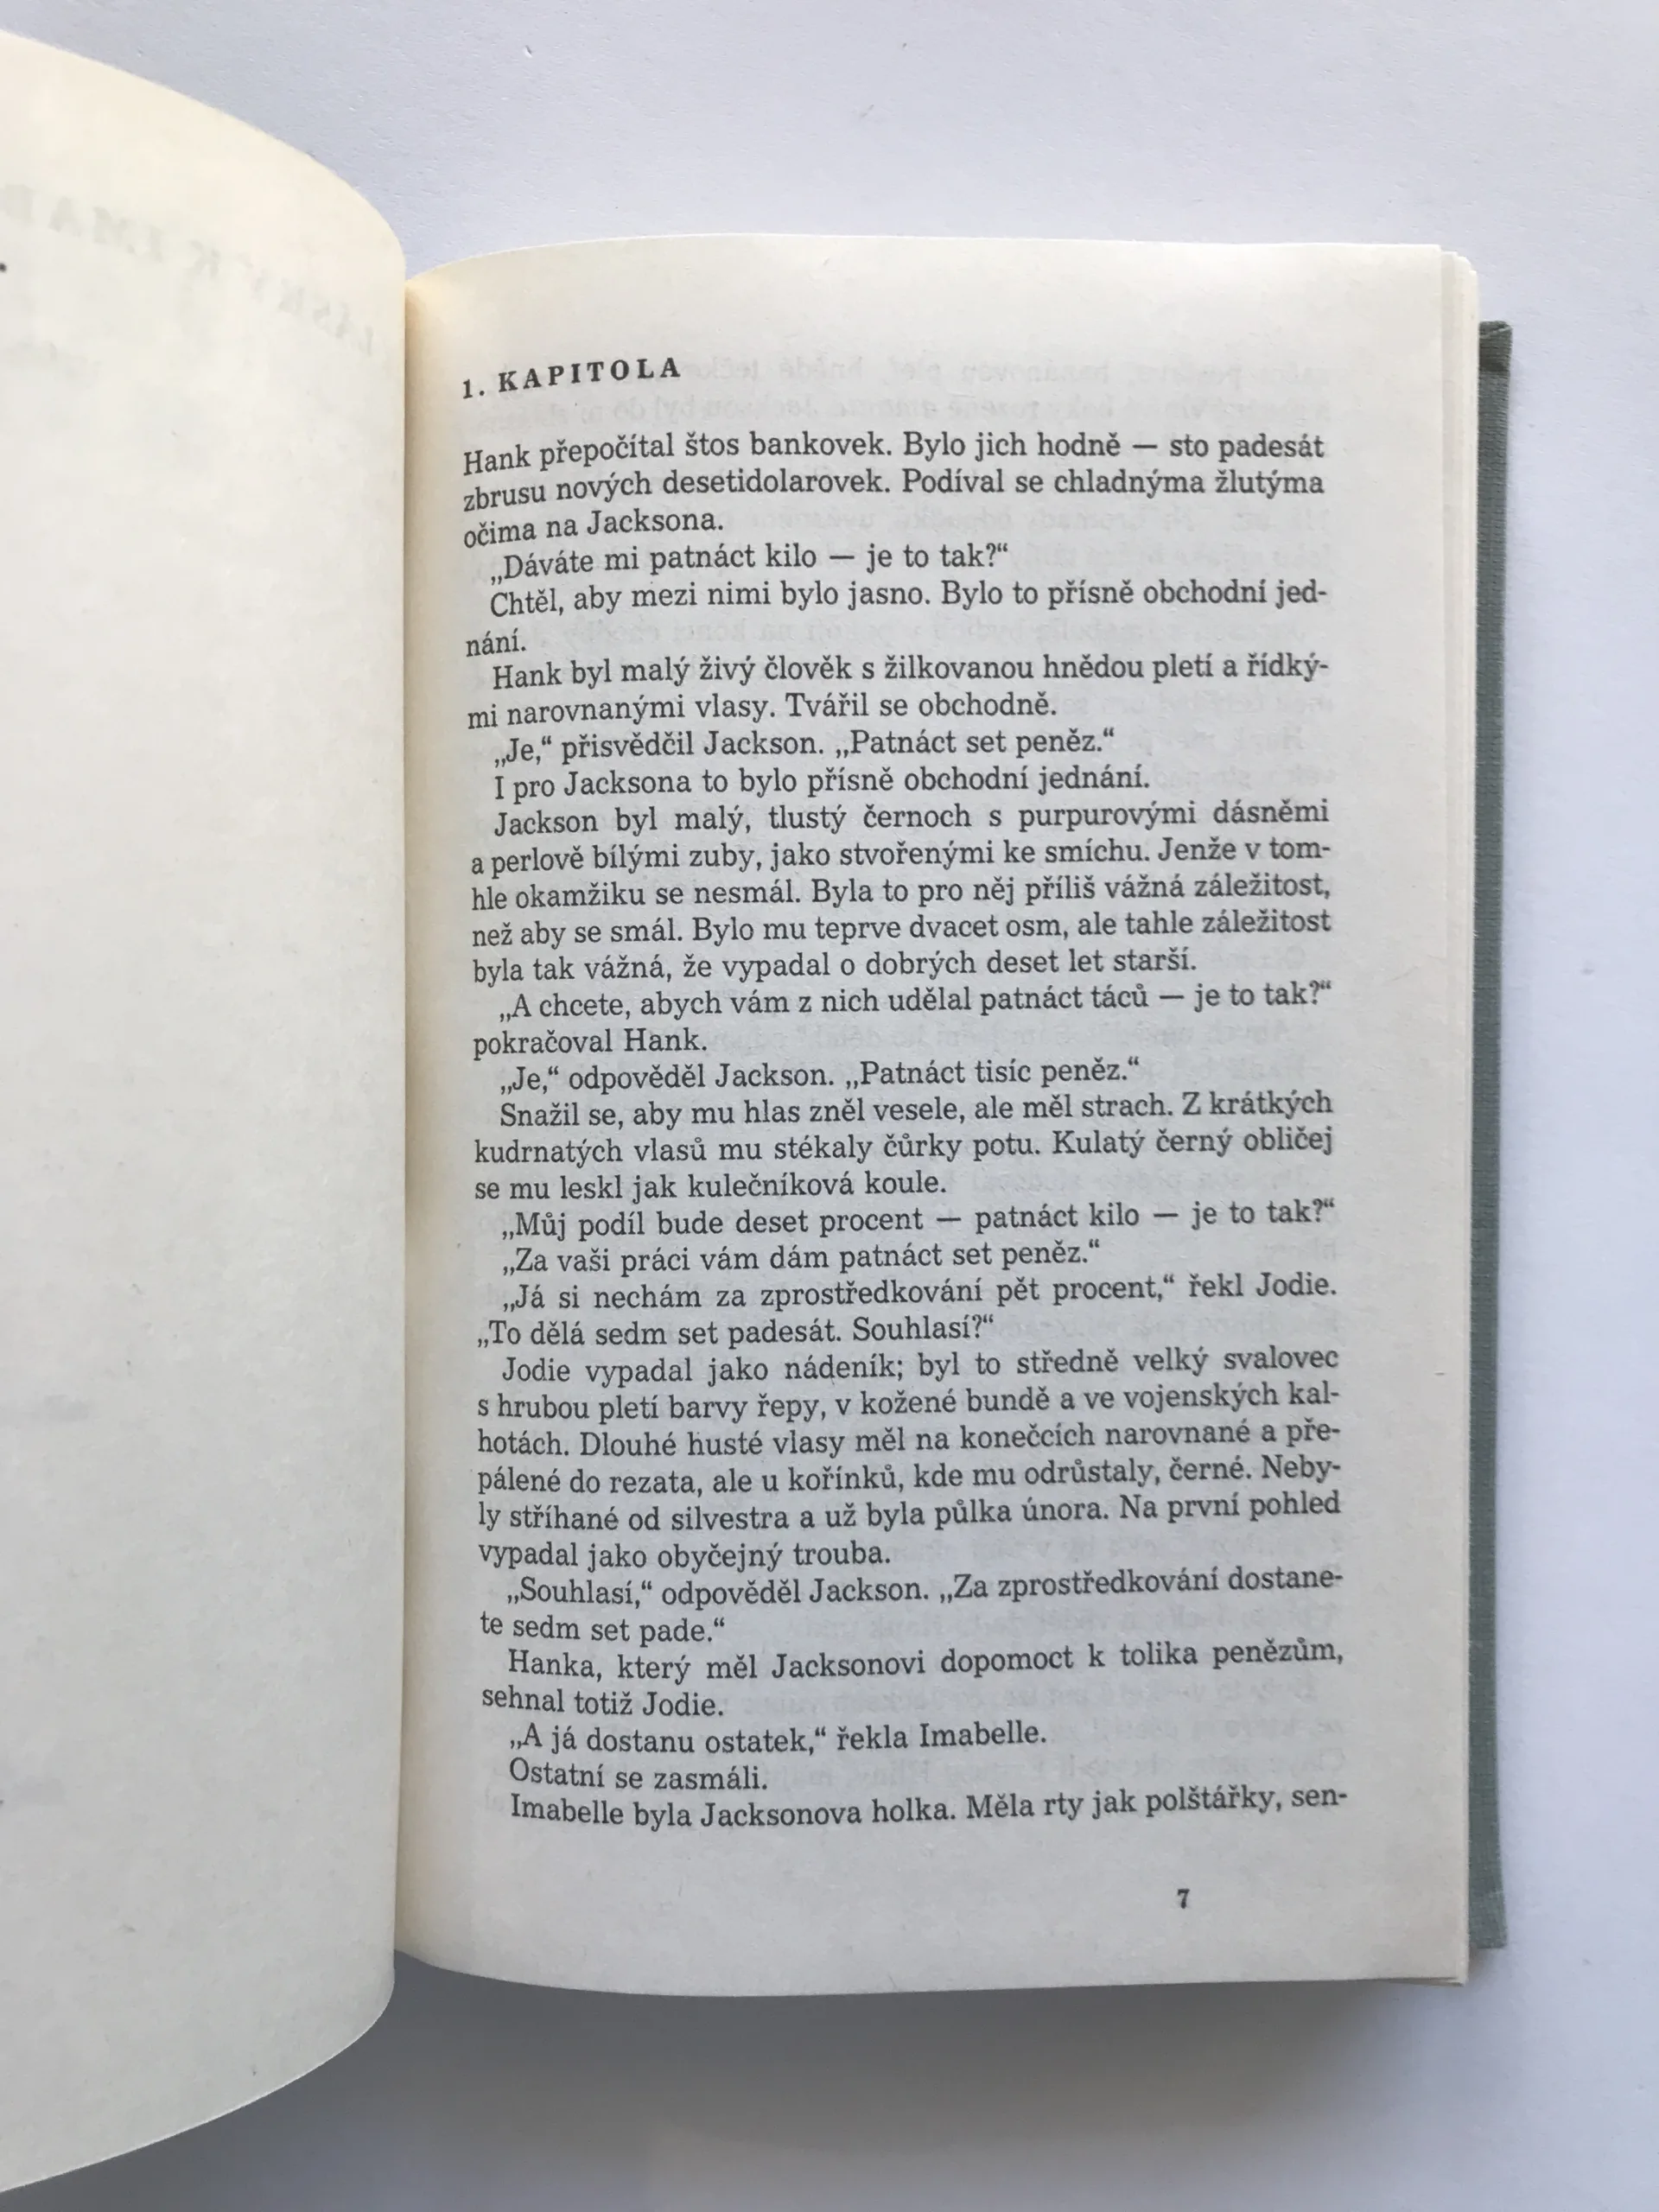 1. KAPITOLA
Hank přepočítal štos bankovek. Bylo jich hodně — sto padesát
zbrusu nových desetidolarovek. Podíval se chladnýma žlutýma
očima na Jacksona.
„Dáváte mi patnáct kilo — je to tak?“
Chtěl, aby mezi nimi bylo jasno. Bylo to přísně obchodní jed-
nání.
Hank byl malý živý člověk s žilkovanou hnědou pletí a řídký-
mi narovnanými vlasy. Tvářil se obchodně.
„Je,“ přisvědčil Jackson. „Patnáct set peněz.“
I pro Jacksona to bylo přísně obchodní jednání.
Jackson byl malý, tlustý černoch s purpurovými dásněmi
a perlově bílými zuby, jako stvořenými ke smíchu. Jenže v tom-
hle okamžiku se nesmál. Byla to pro něj příliš vážná záležitost,
než aby se smál. Bylo mu teprve dvacet osm, ale tahle záležitost
byla tak vážná, že vypadal o dobrých deset let starší.
„A chcete, abych vám z nich udělal patnáct táců — je to tak?“
pokračoval Hank.
„Je,“ odpověděl Jackson. „Patnáct tisíc peněz.“
Snažil se, aby mu hlas zněl vesele, ale měl strach. Z krátkých
kudrnatých vlasů mu stékaly čůrky potu. Kulatý černý obličej
se mu leskl jak kulečníková koule.
„Můj podíl bude deset procent — patnáct kilo — je to tak?“
„Za vaši práci vám dám patnáct set peněz.“
„Já si nechám za zprostředkování pět procent,“ řekl Jodie.
„To dělá sedm set padesát. Souhlasí?“
Jodie vypadal jako nádeník; byl to středně velký svalovec
s hrubou pletí barvy řepy, v kožené bundě a ve vojenských kal-
hotách. Dlouhé husté vlasy měl na konečcích narovnané a pře-
pálené do rezata, ale u kořínků, kde mu odrůstaly, černé. Neby-
ly stříhané od silvestra a už byla půlka února. Na první pohled
vypadal jako obyčejný trouba.
„Souhlasí,“ odpověděl Jackson. „Za zprostředkování dostane-
te sedm set pade.“
Hanka, který měl Jacksonovi dopomoct k tolika penězům,
sehnal totiž Jodie.
„A já dostanu ostatek,“ řekla Imabelle.
Ostatní se zasmáli.
Imabelle byla Jacksonova holka. Měla rty jak polštářky, sen-
7